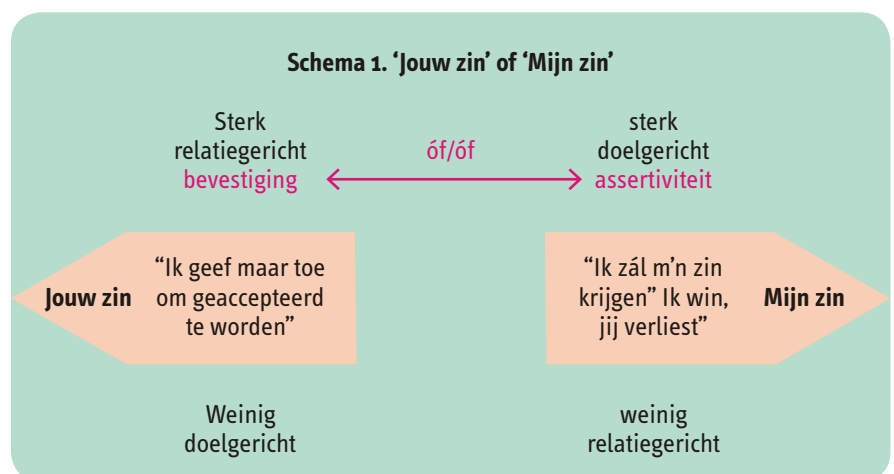 Schema 1. ‘Jouw zin’ of ‘Mijn zin’
Sterk
relatiegericht
bevestiging
óf/óf
sterk
doelgericht
assertiviteit
Jouw zin
“Ik geef maar toe
om geaccepteerd
te worden”
“Ik zál m’n zin
krijgen” Ik win,
jij verliest”
Mijn zin
Weinig
doelgericht
weinig
relatiegericht